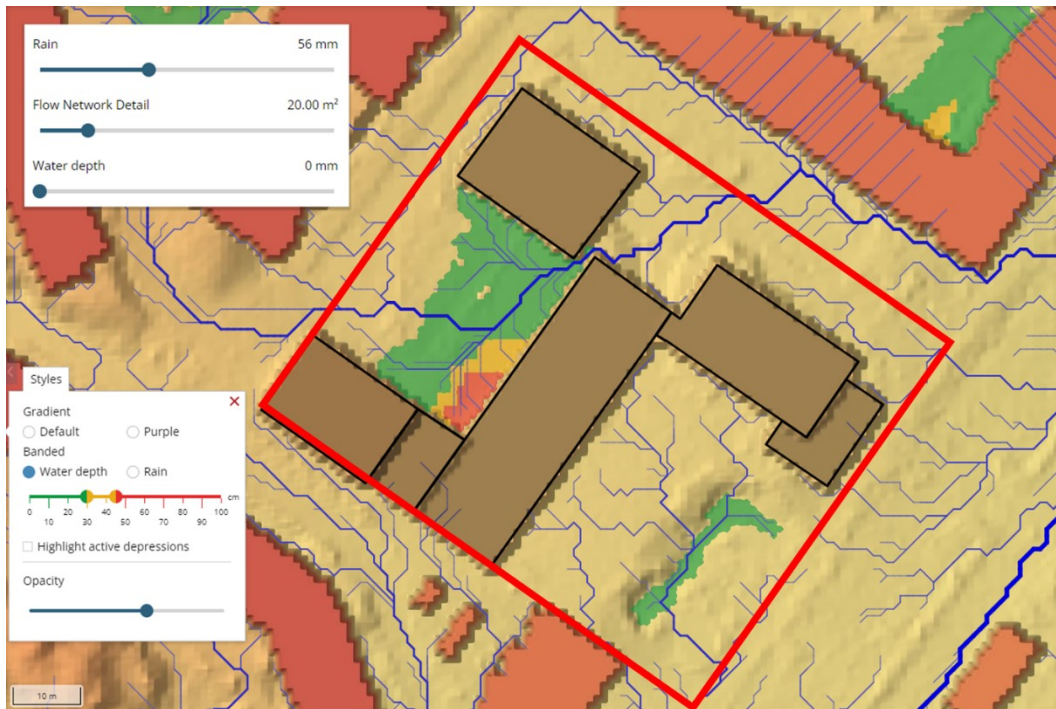 Rain 56 mm
Flow Network Detail 20.00 m²
Water depth 0 mm
Styles
Gradient
Default Purple
Banded
Water depth Rain
cm
10 20 30 40 50 60 70 80 90 100
Highlight active depressions
Opacity
10 m